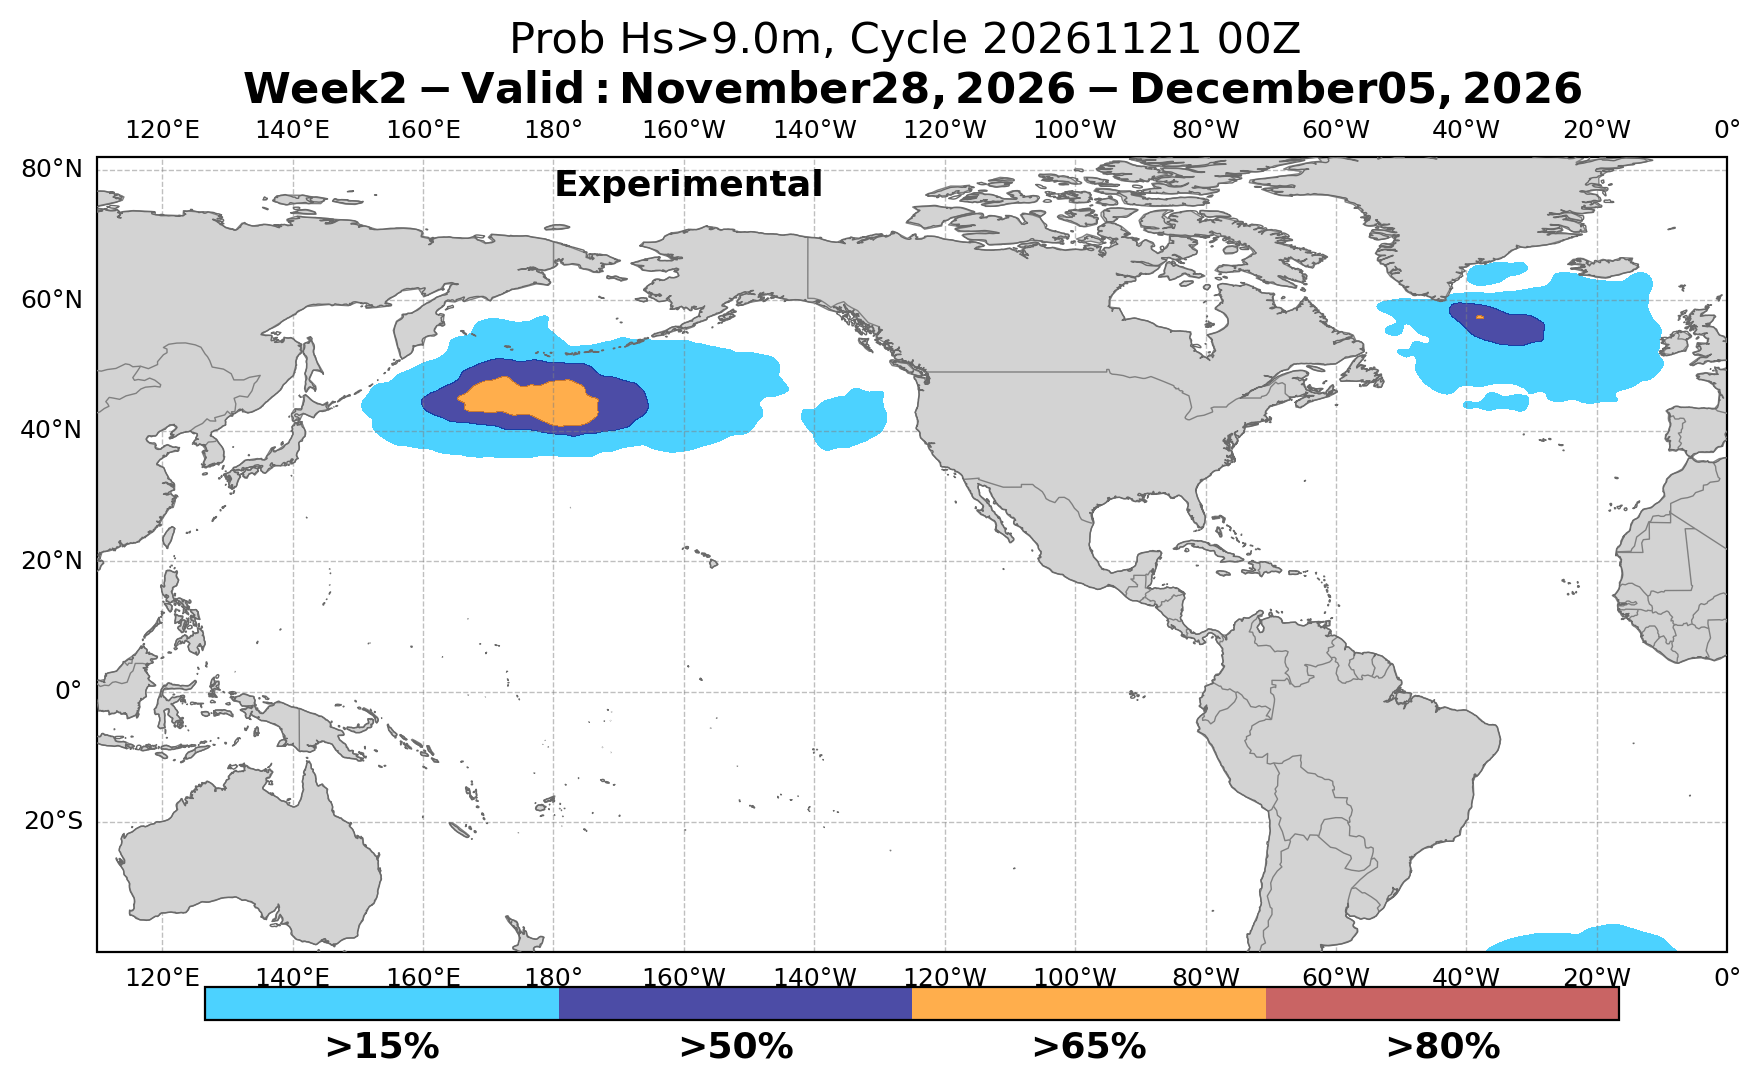 Prob Hs>9.0m, Cycle 20261121 00Z
Week2 − Valid : November28, 2026 − December05, 2026
120°E 140°E 160°E 180° 160°W 140°W 120°W 100°W 80°W 60°W 40°W 20°W 0°
80°N
Experimental
60°N
40°N
20°N
0°
20°S
120°E 140°E 160°E 180° 160°W 140°W 120°W 100°W 80°W 60°W 40°W 20°W 0°
>15% >50% >65% >80%